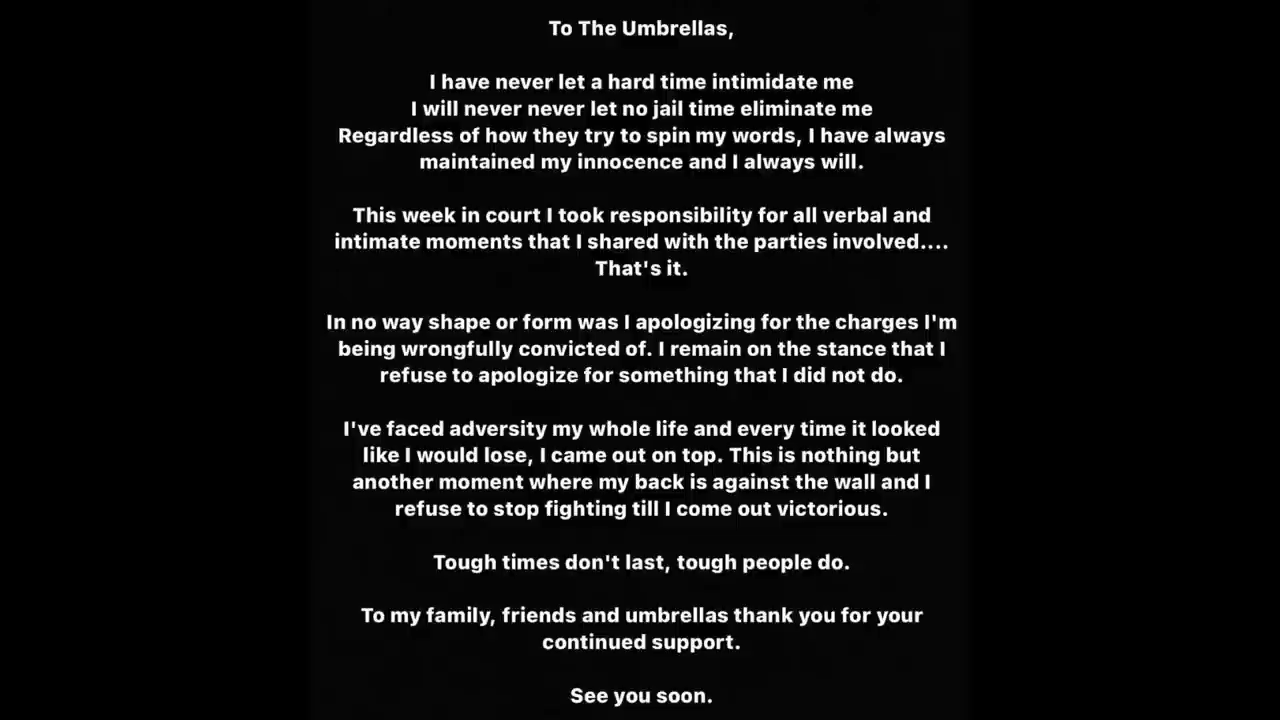 To The Umbrellas,
I have never let a hard time intimidate me
I will never never let no jail time eliminate me
Regardless of how they try to spin my words, I have always
maintained my innocence and I always will.
This week in court I took responsibility for all verbal and
intimate moments that I shared with the parties involved....
That's it.
In no way shape or form was I apologizing for the charges I'm
being wrongfully convicted of. I remain on the stance that I
refuse to apologize for something that I did not do.
I've faced adversity my whole life and every time it looked
like I would lose, I came out on top. This is nothing but
another moment where my back is against the wall and I
refuse to stop fighting till I come out victorious.
Tough times don't last, tough people do.
To my family, friends and umbrellas thank you for your
continued support.
See you soon.